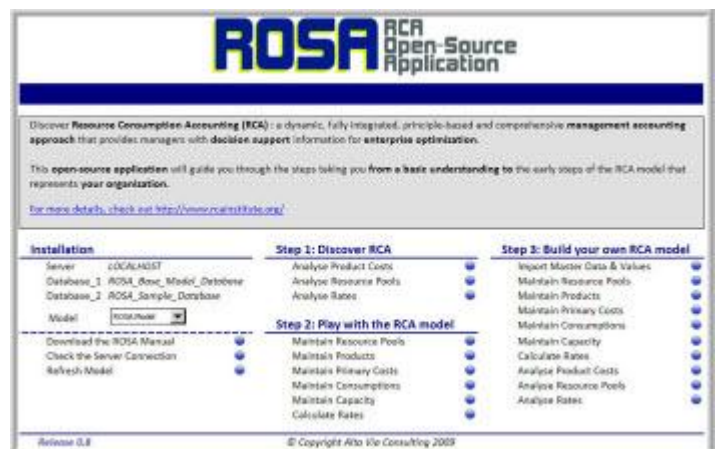 ROSA RCA
Open-Source
Application
Discover Resource Consumption Accounting (RCA) : a dynamic, fully integrated, principle-based and comprehensive management accounting
approach that provides managers with decision support information for enterprise optimization.
This open-source application will guide you through the steps taking you from a basic understanding to the early steps of the RCA model that
represents your organization.
For more details, check out http://www.rcainstitute.org/
Installation
Server LOCALHOST
Database_1 ROSA_Base_Model_Database
Database_2 ROSA_Sample_Database
Model ROSA Model
Download the ROSA Manual
Check the Server Connection
Refresh Model
Step 1: Discover RCA
Analyse Product Costs
Analyse Resource Pools
Analyse Rates
Step 2: Play with the RCA model
Maintain Resource Pools
Maintain Products
Maintain Primary Costs
Maintain Consumptions
Maintain Capacity
Calculate Rates
Step 3: Build your own RCA model
Import Master Data & Values
Maintain Resource Pools
Maintain Products
Maintain Primary Costs
Maintain Consumptions
Maintain Capacity
Calculate Rates
Analyse Product Costs
Analyse Resource Pools
Analyse Rates
Release 0.8
© Copyright Alta Via Consulting 2009